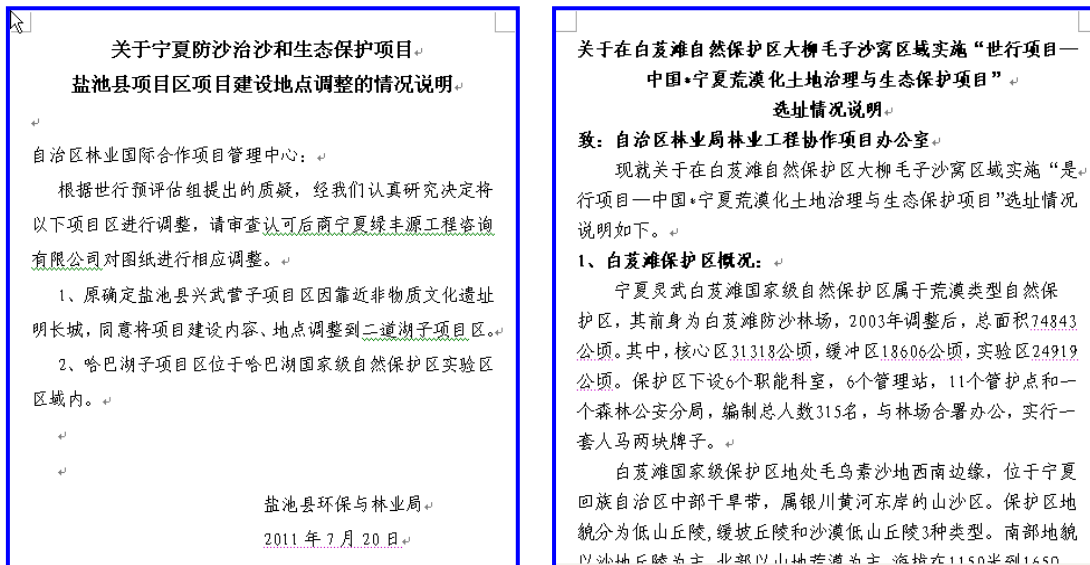 关于宁夏防沙治沙和生态保护项目
盐池县项目区项目建设地点调整的情况说明
自治区林业国际合作项目管理中心：
根据世行预评估组提出的质疑，经我们认真研究决定将
以下项目区进行调整，请审查认可后商宁夏绿丰源工程咨询
有限公司对图纸进行相应调整。
1、原确定盐池县兴武营子项目区因靠近非物质文化遗址
明长城，同意将项目建设内容、地点调整到二道湖子项目区。
2、哈巴湖子项目区位于哈巴湖国家级自然保护区实验区
区域内。
盐池县环保与林业局
2011 年 7 月 20 日
关于在白芨滩自然保护区大柳毛子沙窝区域实施“世行项目—
中国•宁夏荒漠化土地治理与生态保护项目”
选址情况说明
致：自治区林业局林业工程协作项目办公室
现就关于在白芨滩自然保护区大柳毛子沙窝区域实施“是
行项目—中国•宁夏荒漠化土地治理与生态保护项目”选址情况
说明如下。
1、白芨滩保护区概况：
宁夏灵武白芨滩国家级自然保护区属于荒漠类型自然保
护区，其前身为白芨滩防沙林场，2003年调整后，总面积74843
公顷。其中，核心区31318公顷，缓冲区18606公顷，实验区24919
公顷。保护区下设6个职能科室，6个管理站，11个管护点和一
个森林公安分局，编制总人数315名，与林场合署办公，实行一
套人马两块牌子。
白芨滩国家级保护区地处毛乌素沙地西南边缘，位于宁夏
回族自治区中部干旱带，属银川黄河东岸的山沙区。保护区地
貌分为低山丘陵,缓坡丘陵和沙漠低山丘陵3种类型。南部地貌
以沙地丘陵为主,北部以山地荒漠为主,海拔在1150米到1650